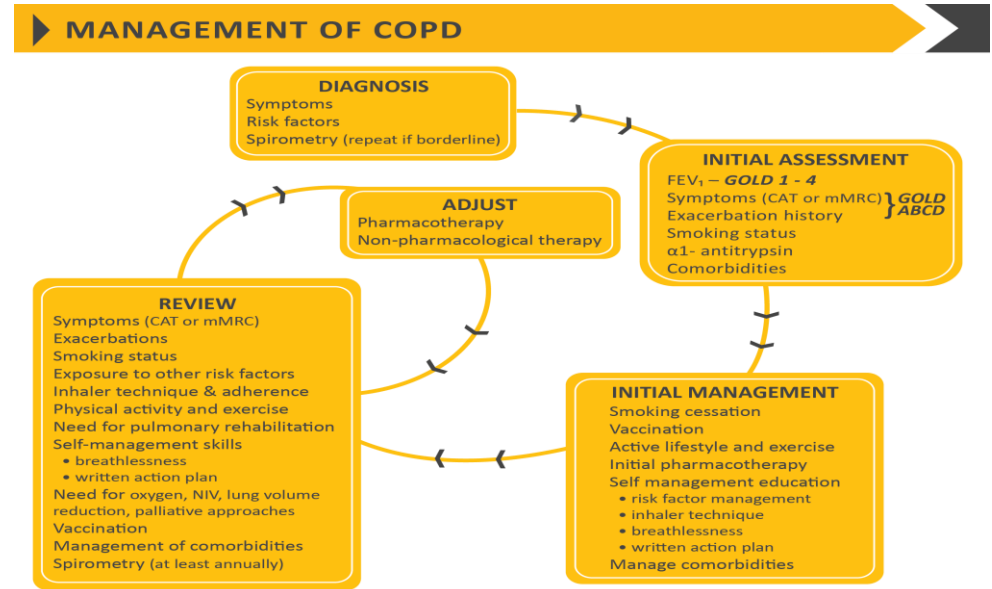 MANAGEMENT OF COPD
DIAGNOSIS
Symptoms
Risk factors
Spirometry (repeat if borderline)
INITIAL ASSESSMENT
FEV₁ – GOLD 1 - 4
Symptoms (CAT or mMRC)
Exacerbation history
} GOLD
ABCD
Smoking status
α1- antitrypsin
Comorbidities
INITIAL MANAGEMENT
Smoking cessation
Vaccination
Active lifestyle and exercise
Initial pharmacotherapy
Self management education
• risk factor management
• inhaler technique
• breathlessness
• written action plan
Manage comorbidities
REVIEW
Symptoms (CAT or mMRC)
Exacerbations
Smoking status
Exposure to other risk factors
Inhaler technique & adherence
Physical activity and exercise
Need for pulmonary rehabilitation
Self-management skills
• breathlessness
• written action plan
Need for oxygen, NIV, lung volume
reduction, palliative approaches
Vaccination
Management of comorbidities
Spirometry (at least annually)
ADJUST
Pharmacotherapy
Non-pharmacological therapy